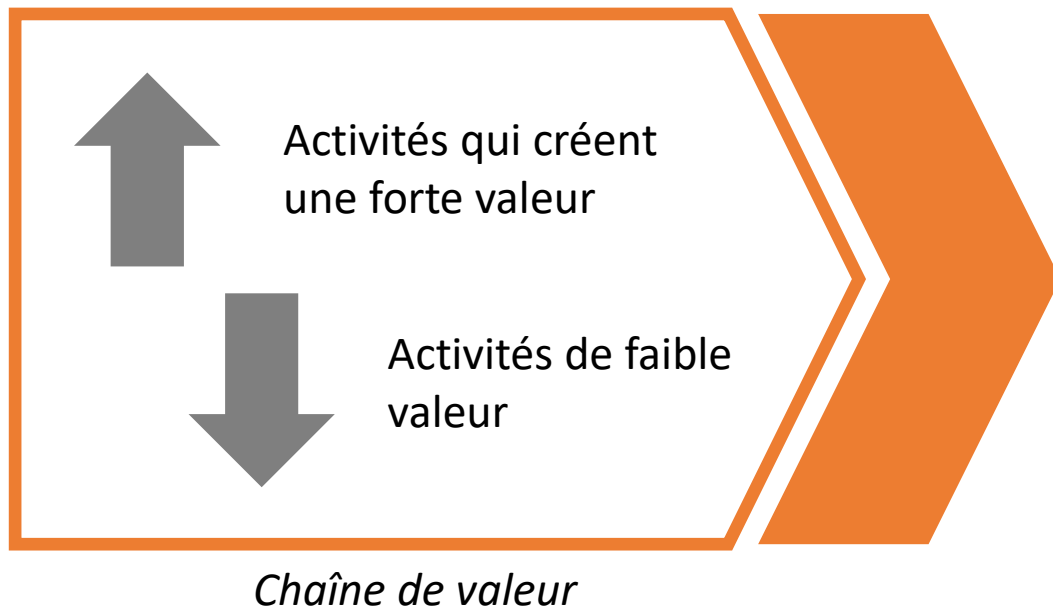 Activités qui créent
une forte valeur
Activités de faible
valeur
Chaîne de valeur